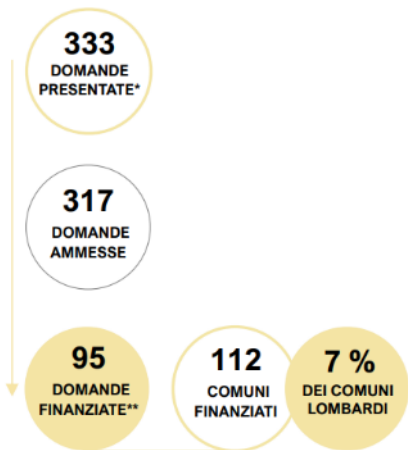 333
DOMANDE
PRESENTATE*
317
DOMANDE
AMMESSE
95
DOMANDE
FINANZIATE**
112
COMUNI
FINANZIATI
7 %
DEI COMUNI
LOMBARDI